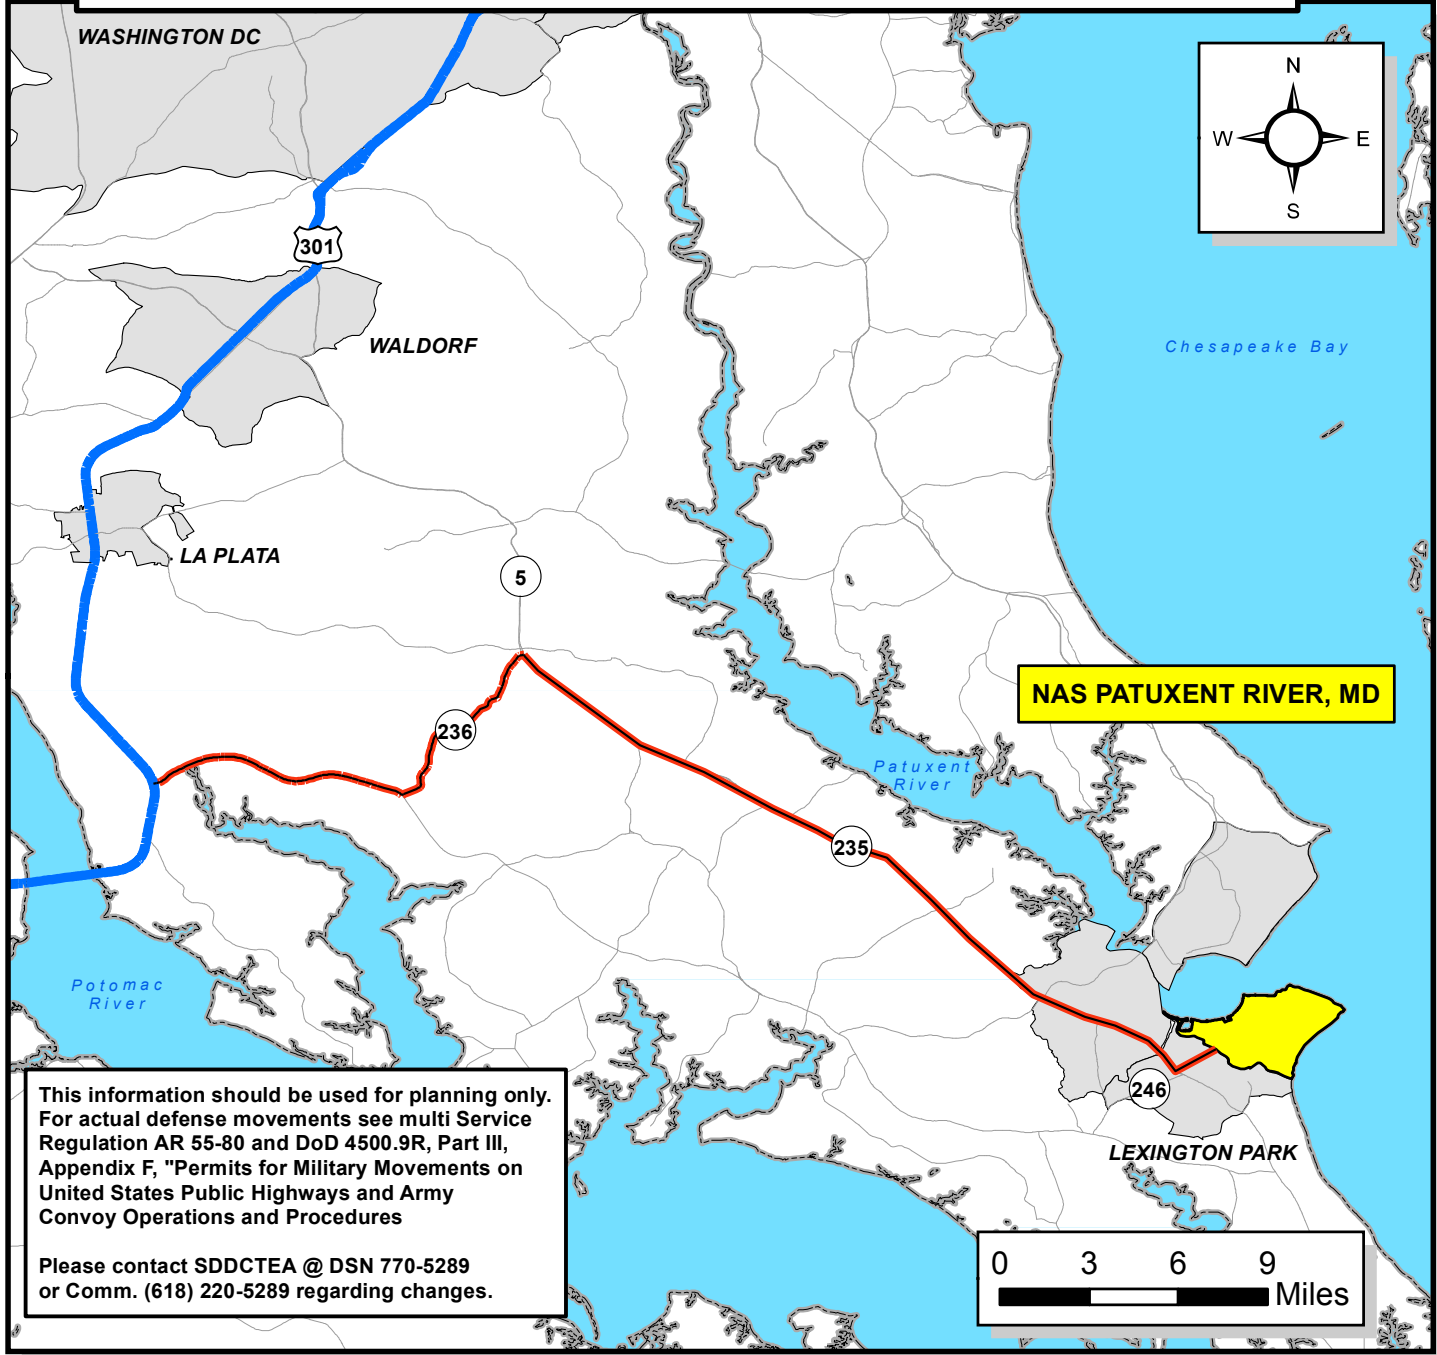 WASHINGTON DC
N
W
E
S
301
WALDORF
Chesapeake Bay
LA PLATA
5
NAS PATUXENT RIVER, MD
236
Patuxent
River
235
Potomac
River
246
LEXINGTON PARK
This information should be used for planning only.
For actual defense movements see multi Service
Regulation AR 55-80 and DoD 4500.9R, Part III,
Appendix F, "Permits for Military Movements on
United States Public Highways and Army
Convoy Operations and Procedures
Please contact SDDCTEA @ DSN 770-5289
or Comm. (618) 220-5289 regarding changes.
0 3 6 9
Miles